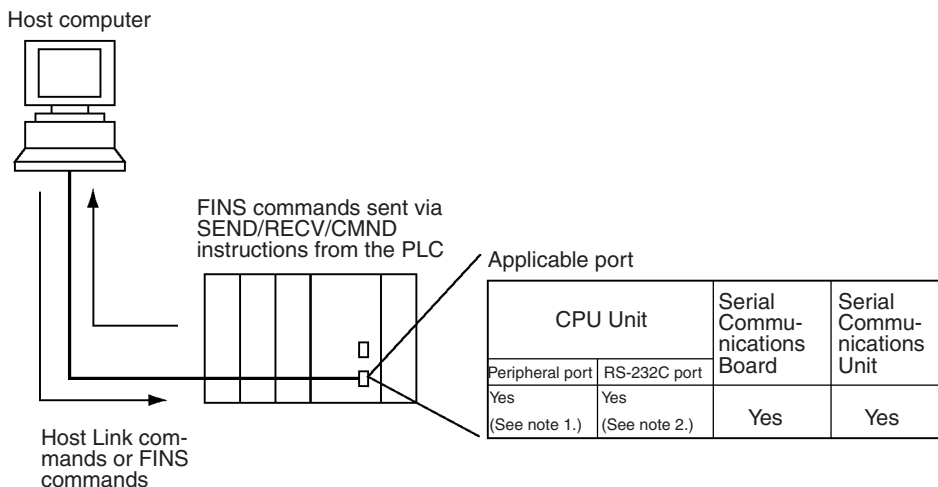 Host computer
FINS commands sent via
SEND/RECV/CMND
instructions from the PLC
Applicable port
CPU Unit
Serial
Commu-
nications
Board
Serial
Commu-
nications
Unit
Peripheral port
RS-232C port
Yes
(See note 1.)
Yes
(See note 2.)
Yes
Yes
Host Link com-
mands or FINS
commands